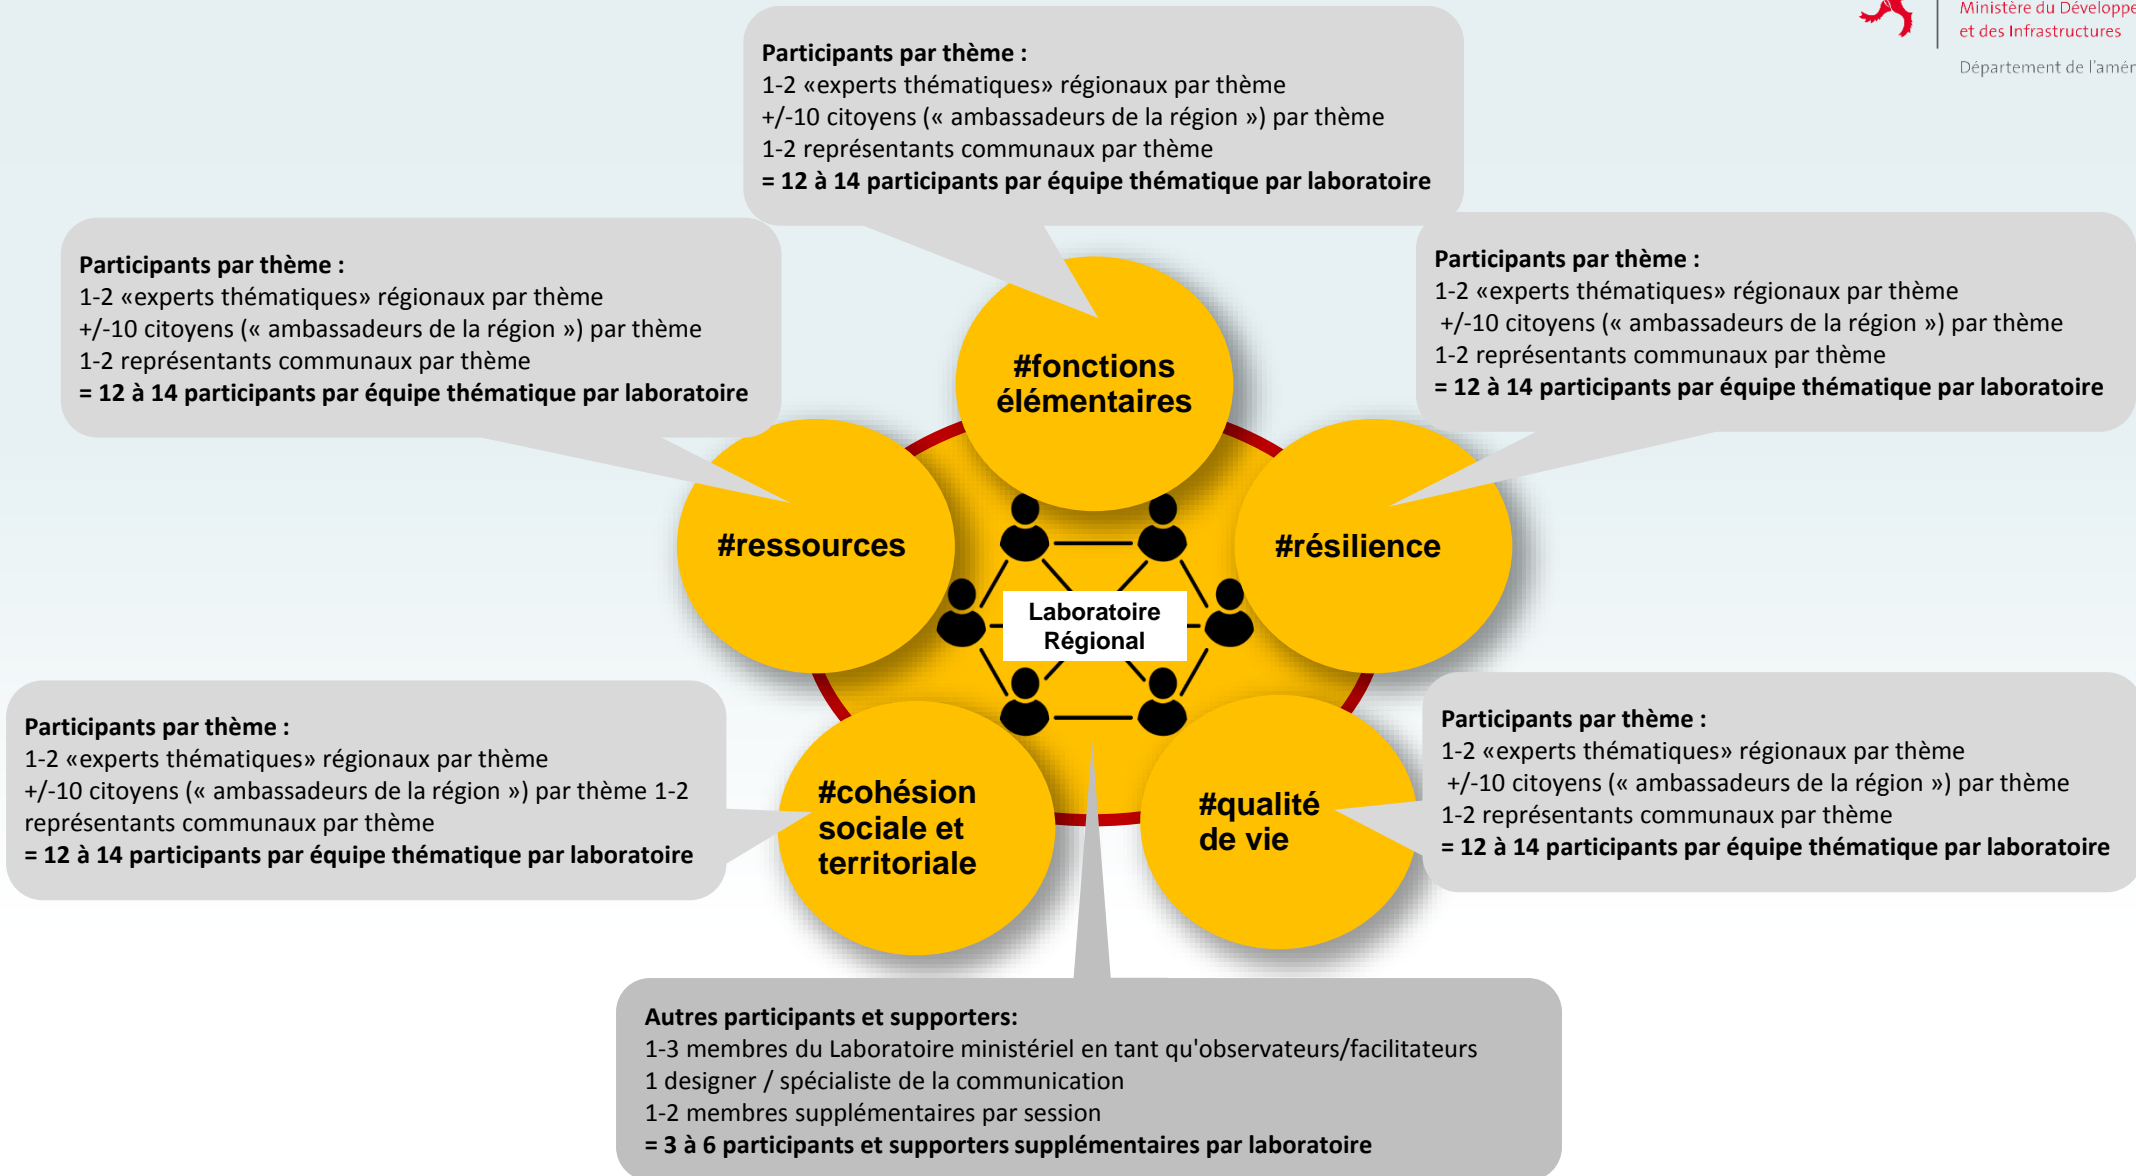 Ministère du Développe
et des Infrastructures
Département de l'amén
Participants par thème :
1-2 «experts thématiques» régionaux par thème
+/-10 citoyens (« ambassadeurs de la région ») par thème
1-2 représentants communaux par thème
= 12 à 14 participants par équipe thématique par laboratoire
Participants par thème :
1-2 «experts thématiques» régionaux par thème
+/-10 citoyens (« ambassadeurs de la région ») par thème
1-2 représentants communaux par thème
= 12 à 14 participants par équipe thématique par laboratoire
Participants par thème :
1-2 «experts thématiques» régionaux par thème
+/-10 citoyens (« ambassadeurs de la région ») par thème
1-2 représentants communaux par thème
= 12 à 14 participants par équipe thématique par laboratoire
#fonctions
élémentaires
#ressources
#résilience
Laboratoire
Régional
Participants par thème :
1-2 «experts thématiques» régionaux par thème
+/-10 citoyens (« ambassadeurs de la région ») par thème 1-2
représentants communaux par thème
= 12 à 14 participants par équipe thématique par laboratoire
#cohésion
sociale et
territoriale
#qualité
de vie
Participants par thème :
1-2 «experts thématiques» régionaux par thème
+/-10 citoyens (« ambassadeurs de la région ») par thème
1-2 représentants communaux par thème
= 12 à 14 participants par équipe thématique par laboratoire
Autres participants et supporters:
1-3 membres du Laboratoire ministériel en tant qu'observateurs/facilitateurs
1 designer / spécialiste de la communication
1-2 membres supplémentaires par session
= 3 à 6 participants et supporters supplémentaires par laboratoire